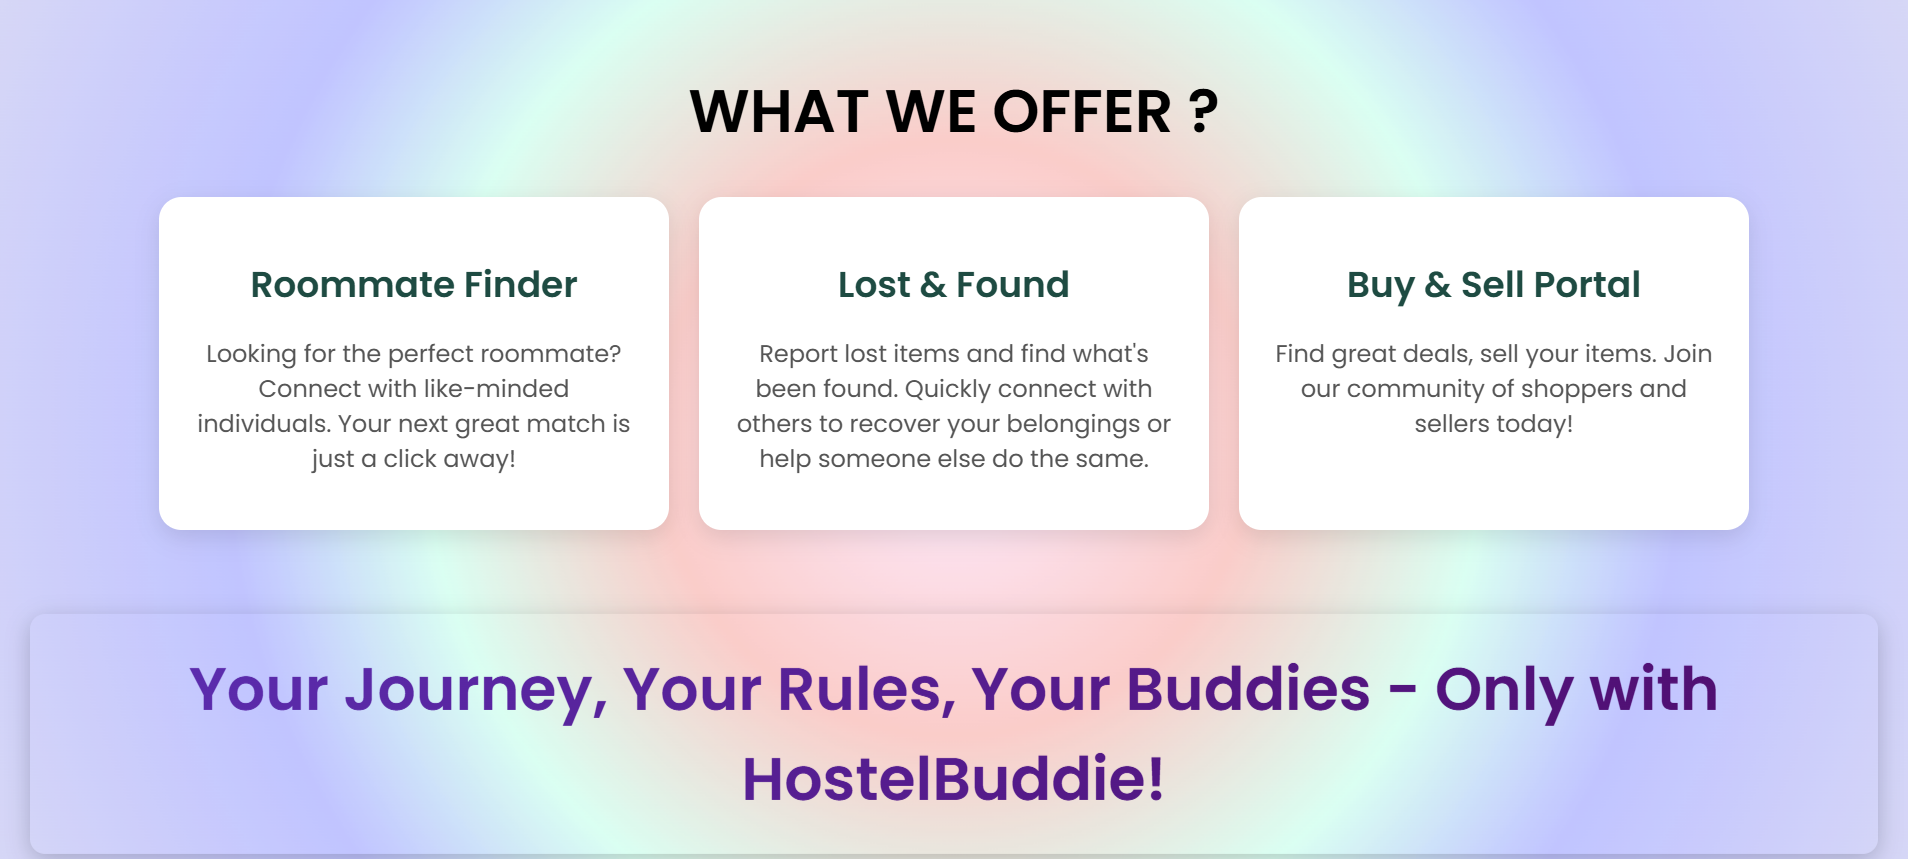 WHAT WE OFFER ?
Roommate Finder
Looking for the perfect roommate?
Connect with like-minded
individuals. Your next great match is
just a click away!
Lost & Found
Report lost items and find what's
been found. Quickly connect with
others to recover your belongings or
help someone else do the same.
Buy & Sell Portal
Find great deals, sell your items. Join
our community of shoppers and
sellers today!
Your Journey, Your Rules, Your Buddies - Only with
HostelBuddie!